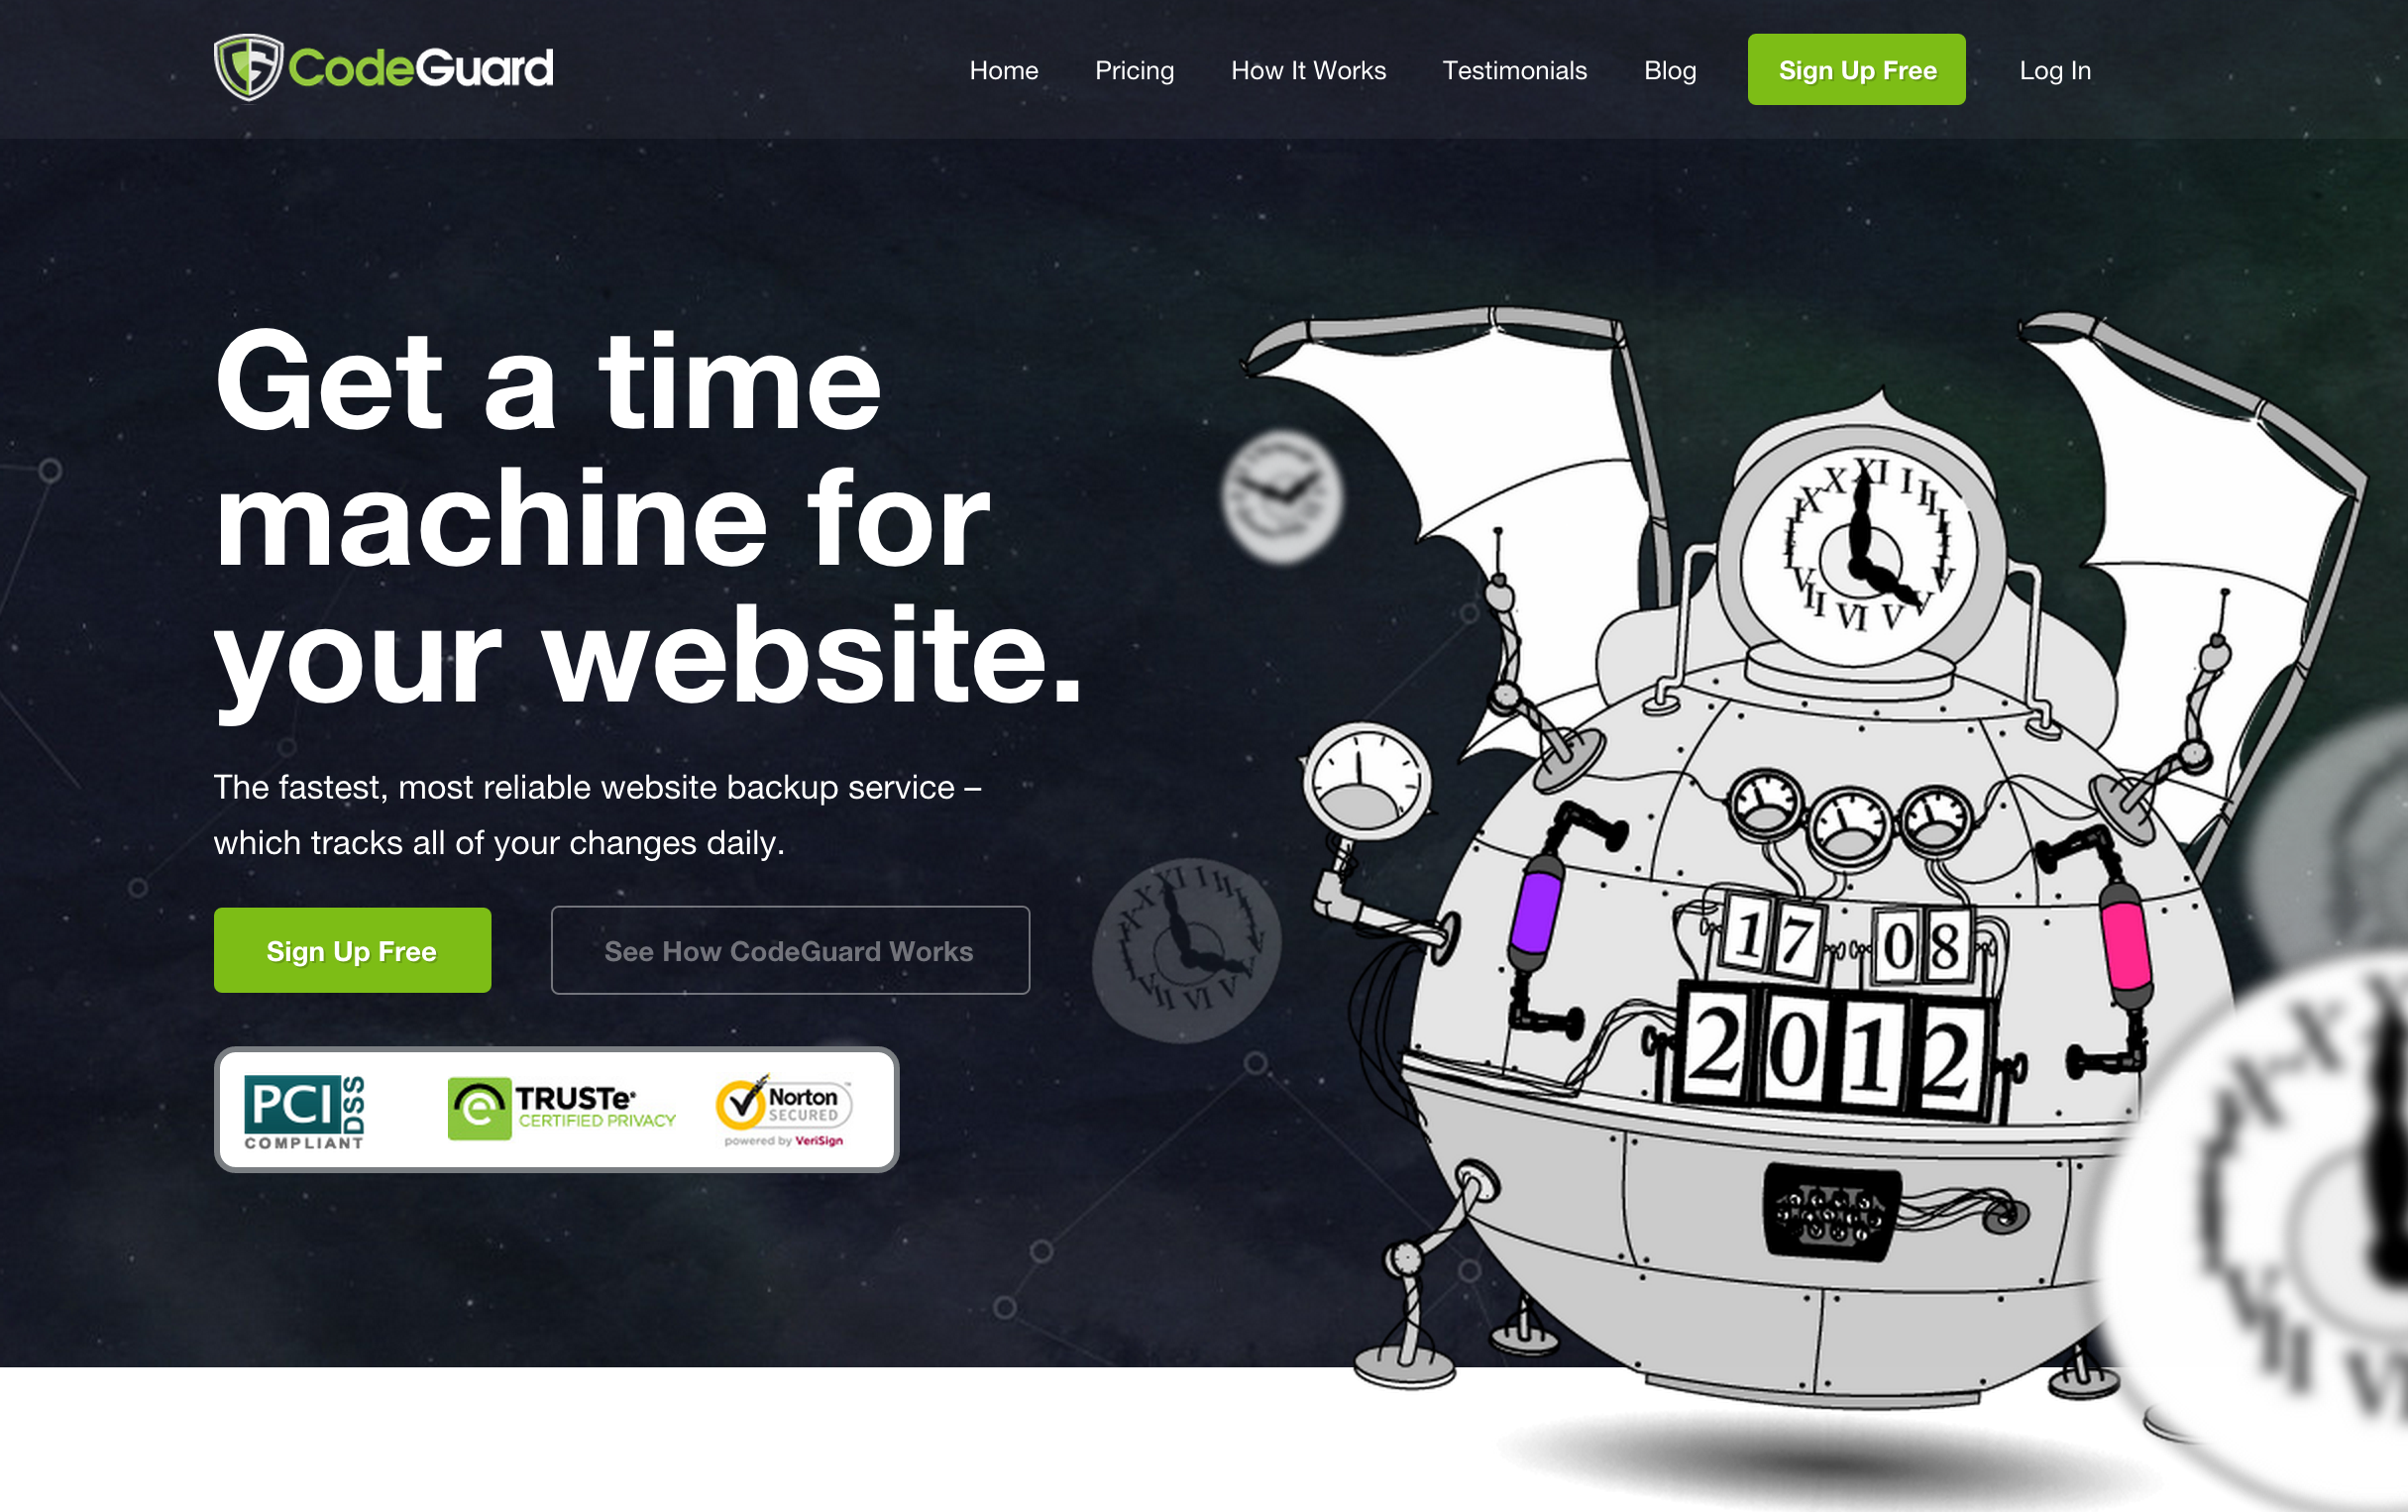 CodeGuard
Home Pricing How It Works Testimonials Blog Sign Up Free Log In
Get a time
machine for
your website.
The fastest, most reliable website backup service –
which tracks all of your changes daily.
Sign Up Free See How CodeGuard Works
PCI DSS
COMPLIANT
TRUSTe
CERTIFIED PRIVACY
Norton
SECURED
powered by VeriSign
17 08
2012